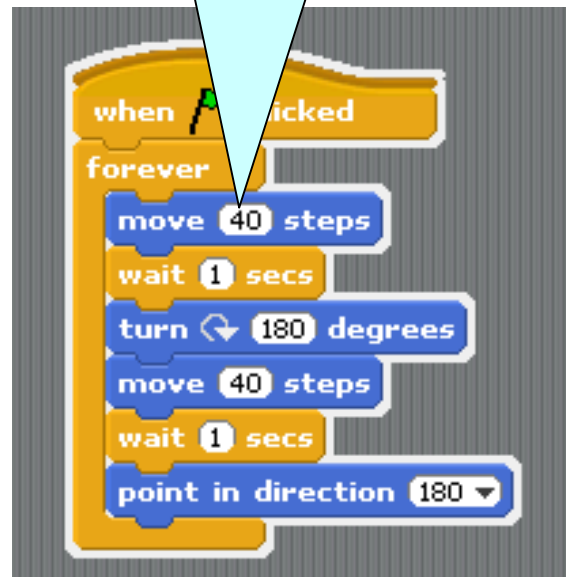 when icked
forever
move 40 steps
wait 1 secs
turn 180 degrees
move 40 steps
wait 1 secs
point in direction 180